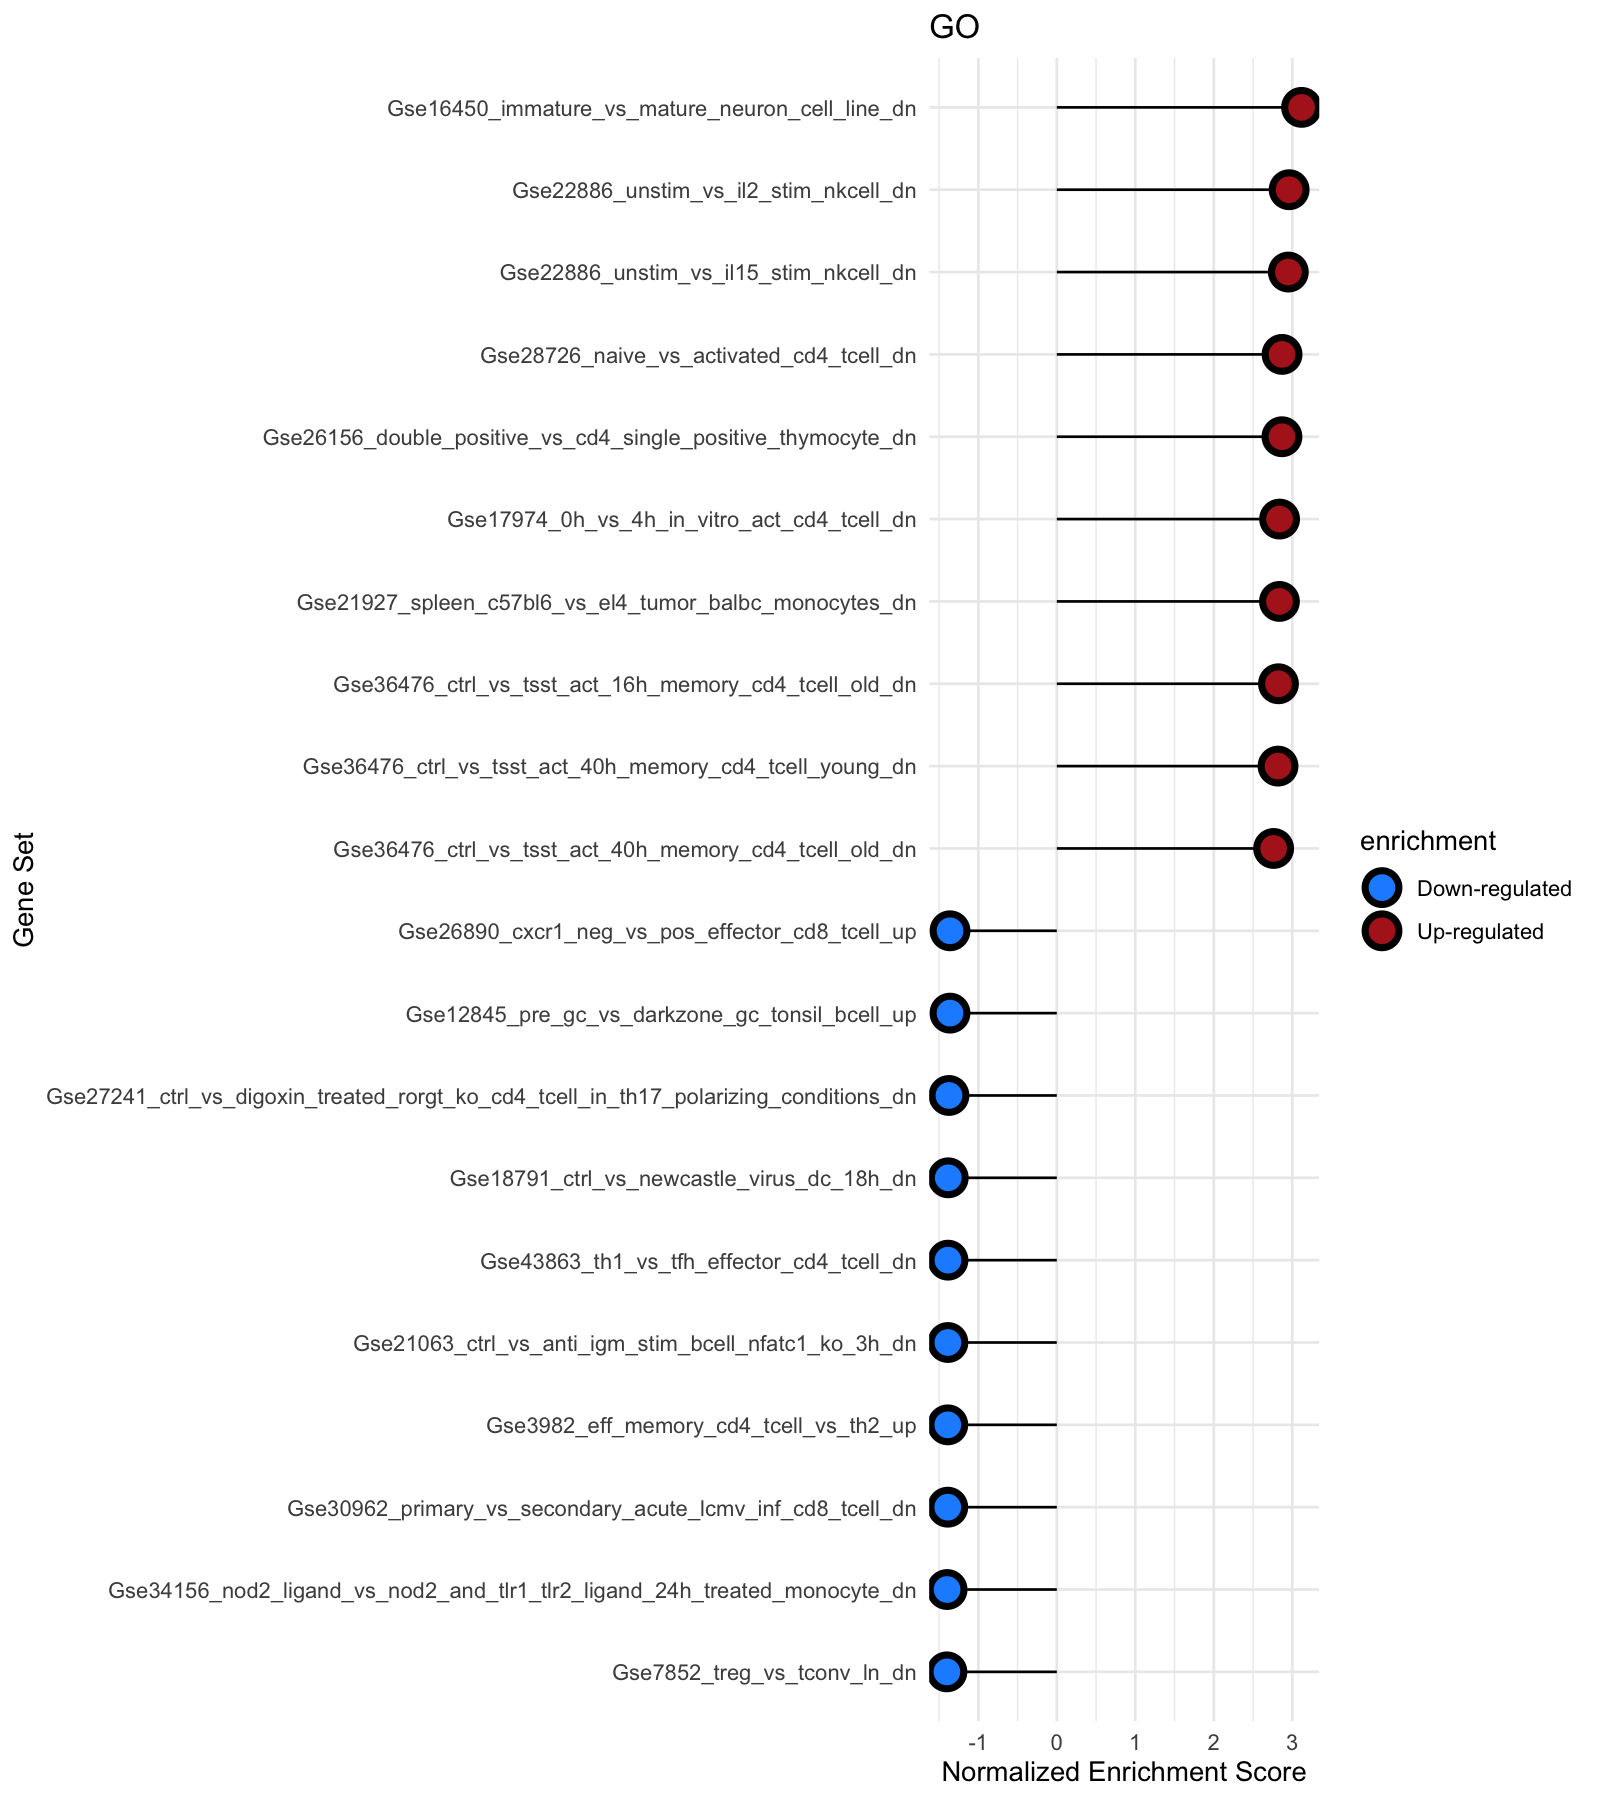 GO
Gse16450_immature_vs_mature_neuron_cell_line_dn
Gse22886_unstim_vs_il2_stim_nkcell_dn
Gse22886_unstim_vs_il15_stim_nkcell_dn
Gse28726_naive_vs_activated_cd4_tcell_dn
Gse26156_double_positive_vs_cd4_single_positive_thymocyte_dn
Gse17974_0h_vs_4h_in_vitro_act_cd4_tcell_dn
Gse21927_spleen_c57bl6_vs_el4_tumor_balbc_monocytes_dn
Gse36476_ctrl_vs_tsst_act_16h_memory_cd4_tcell_old_dn
Gse36476_ctrl_vs_tsst_act_40h_memory_cd4_tcell_young_dn
Gse36476_ctrl_vs_tsst_act_40h_memory_cd4_tcell_old_dn
Gse26890_cxcr1_neg_vs_pos_effector_cd8_tcell_up
Gse12845_pre_gc_vs_darkzone_gc_tonsil_bcell_up
Gse27241_ctrl_vs_digoxin_treated_rorgt_ko_cd4_tcell_in_th17_polarizing_conditions_dn
Gse18791_ctrl_vs_newcastle_virus_dc_18h_dn
Gse43863_th1_vs_tfh_effector_cd4_tcell_dn
Gse21063_ctrl_vs_anti_igm_stim_bcell_nfatc1_ko_3h_dn
Gse3982_eff_memory_cd4_tcell_vs_th2_up
Gse30962_primary_vs_secondary_acute_lcmv_inf_cd8_tcell_dn
Gse34156_nod2_ligand_vs_nod2_and_tlr1_tlr2_ligand_24h_treated_monocyte_dn
Gse7852_treg_vs_tconv_ln_dn
Gene Set
-1 0 1 2 3
Normalized Enrichment Score
enrichment
Down-regulated
Up-regulated